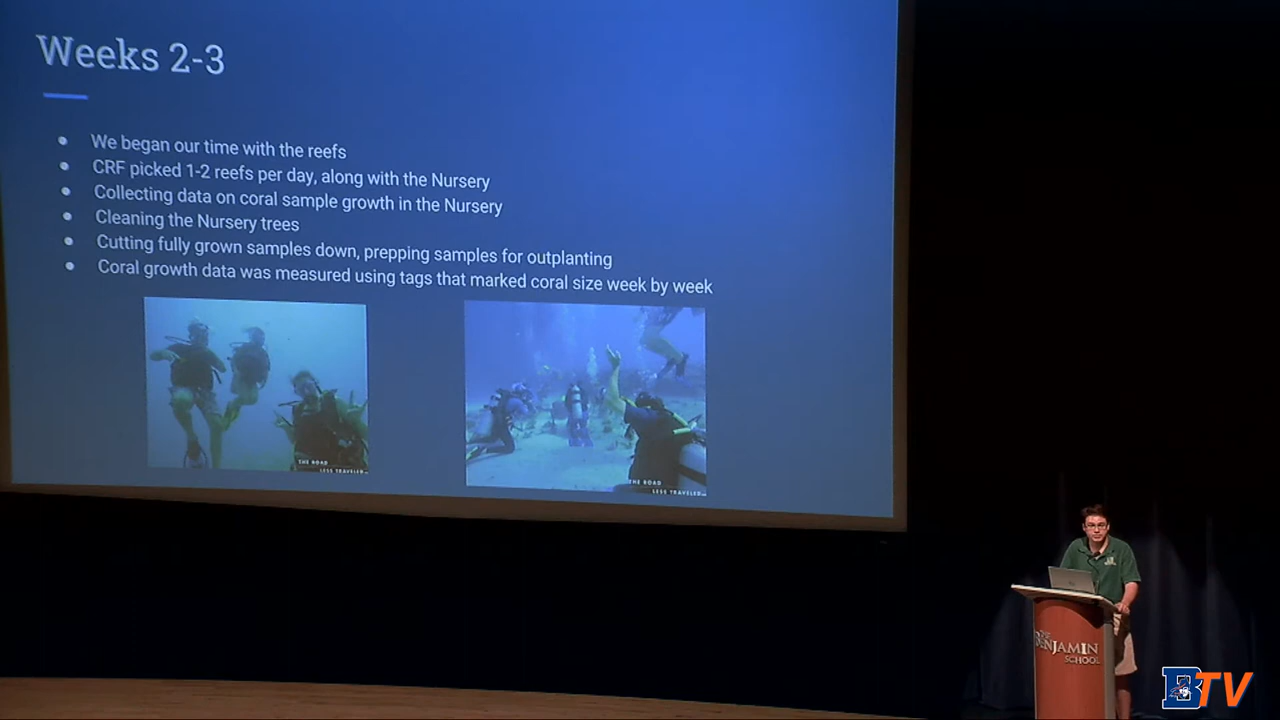 Weeks 2-3
We began our time with the reefs
CRF picked 1-2 reefs per day, along with the Nursery
Collecting data on coral sample growth in the Nursery
Cleaning the Nursery trees
Cutting fully grown samples down, prepping samples for outplanting
Coral growth data was measured using tags that marked coral size week by week
THE ROAD
LESS TRAVELED
THE ROAD
LESS TRAVELED
THE
BENJAMIN
SCHOOL
BTV